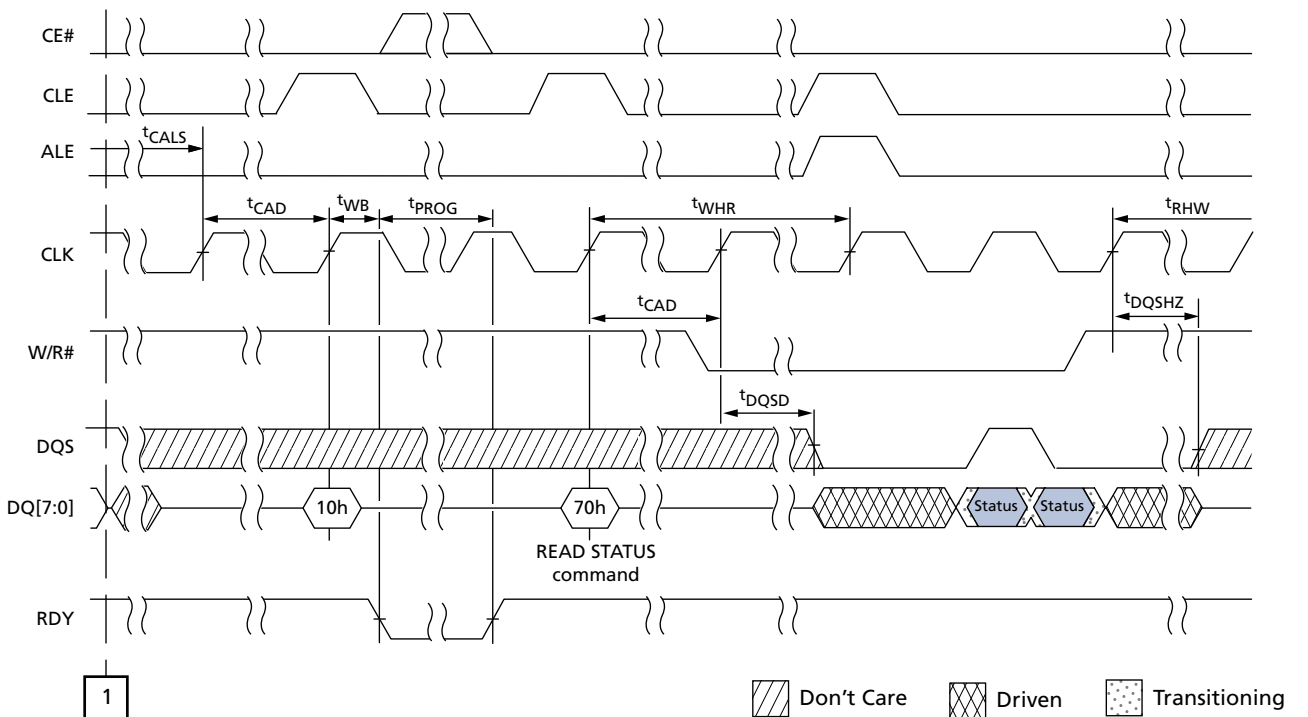 CE#
CLE
tCALS
ALE
tCAD
tWB
tPROG
tWHR
tRHW
CLK
tCAD
tDQSHZ
W/R#
tDQSD
DQS
DQ[7:0]
10h
70h
Status
Status
READ STATUS
command
RDY
1
Don't Care
Driven
Transitioning